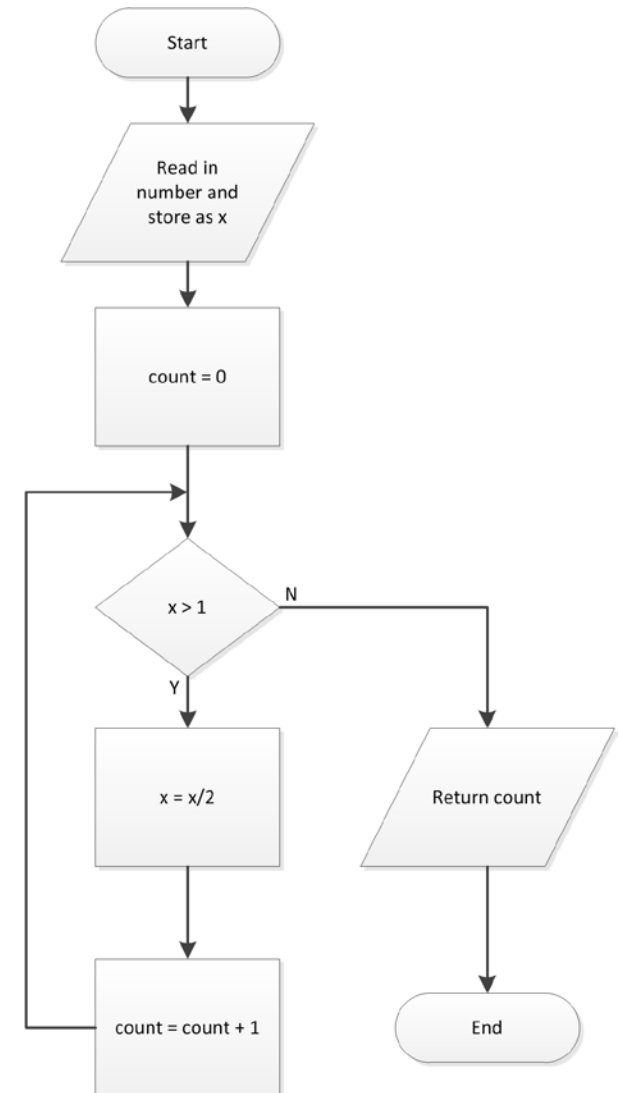 Start
Read in
number and
store as x
count = 0
x > 1
N
Y
x = x/2
Return count
count = count + 1
End